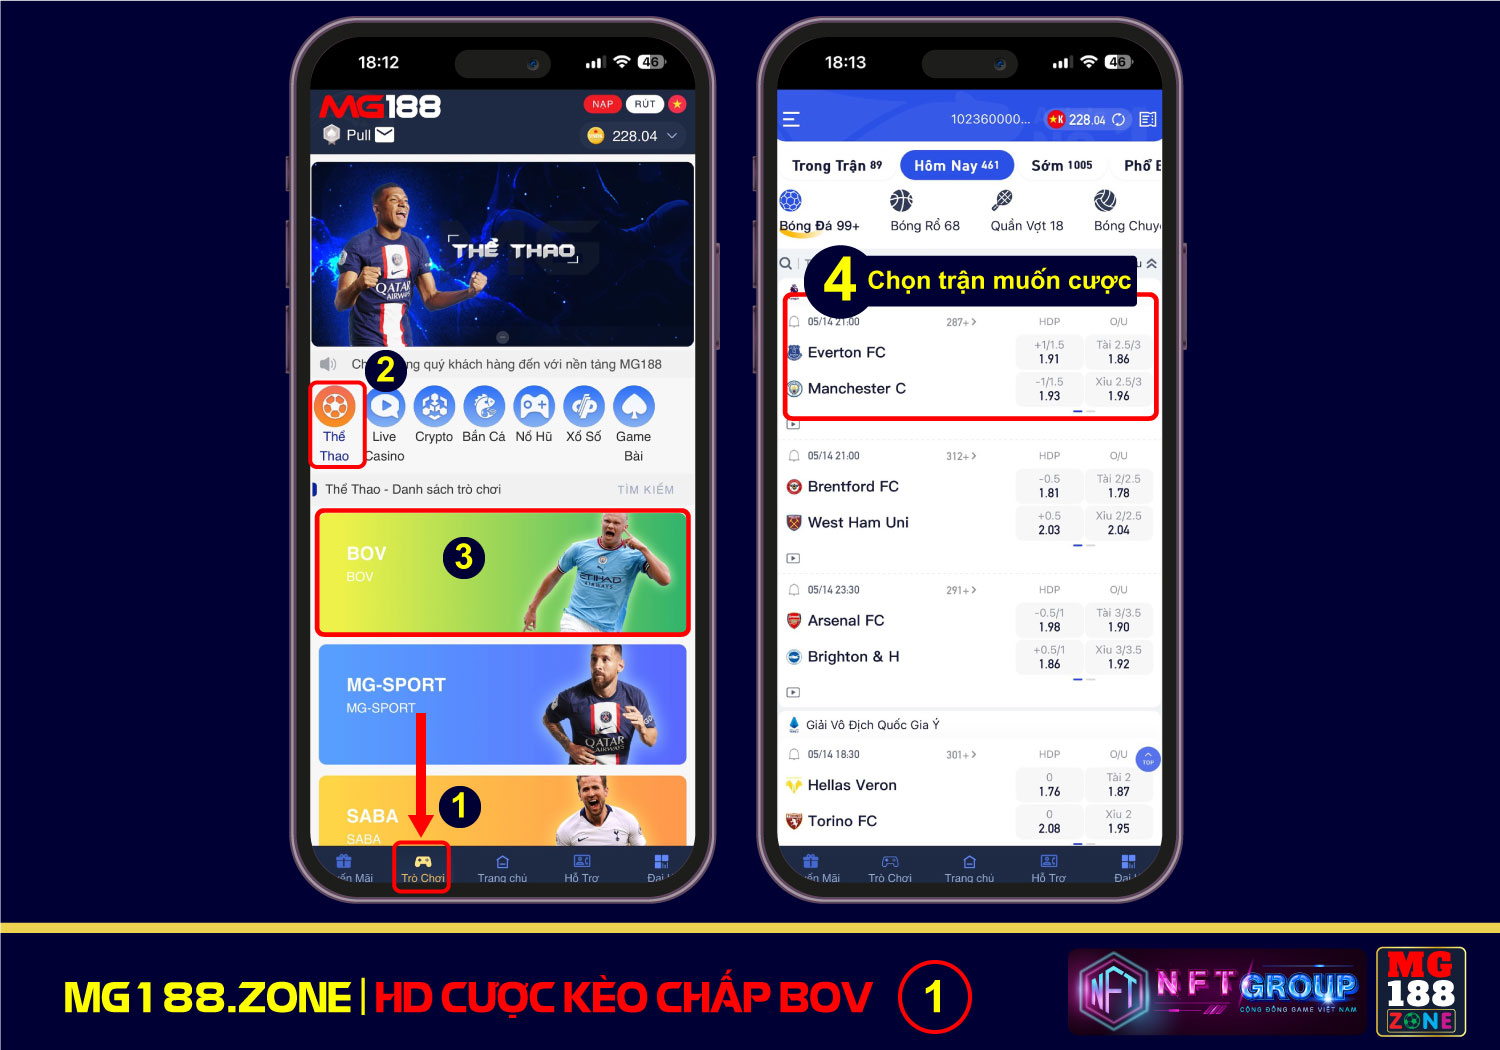 18:12
46
MG188
NẠP
RÚT
Pull
228.04
THỂ THAO
QATAR
AIRWAYS
2
quý khách hàng đến với nền tảng MG188
Thể
Thao
Live
Casino
Crypto
Bắn Cá
Nổ Hũ
Xổ Số
Game
Bài
Thể Thao - Danh sách trò chơi
TÌM KIẾM
BOV
BOV
3
ETIHAD
AIRWAYS
MG-SPORT
MG-SPORT
QATAR
AIRWAYS
1
SABA
SABA
Mãi
Trò Chơi
Trang chủ
Hỗ Trợ
Đại
18:13
46
102360000...
K 228.04
Trong Trận 89
Hôm Nay 461
Sớm 1005
Phổ
Bóng Đá 99+
Bóng Rổ 68
Quần Vợt 18
Bóng Chuy
4 Chọn trận muốn cược
05/14 21:00
287+
HDP
O/U
Everton FC
+1/1.5
1.91
Tài 2.5/3
1.86
Manchester C
-1/1.5
1.93
Xỉu 2.5/3
1.96
05/14 21:00
312+
HDP
O/U
Brentford FC
-0.5
1.81
Tài 2/2.5
1.78
West Ham Uni
+0.5
2.03
Xỉu 2/2.5
2.04
05/14 23:30
291+
HDP
O/U
Arsenal FC
-0.5/1
1.98
Tài 3/3.5
1.90
Brighton & H
+0.5/1
1.86
Xỉu 3/3.5
1.92
Giải Vô Địch Quốc Gia Ý
05/14 18:30
301+
HDP
O/U
TOP
Hellas Veron
0
1.76
Tài 2
1.87
Torino FC
0
2.08
Xỉu 2
1.95
Mãi
Trò Chơi
Trang chủ
Hỗ Trợ
Đại
MG188.ZONE | HD CƯỢC KÈO CHẤP BOV 1
NFT
NFTGROUP
CỘNG ĐỒNG GAME VIỆT NAM
MG
188
ZONE